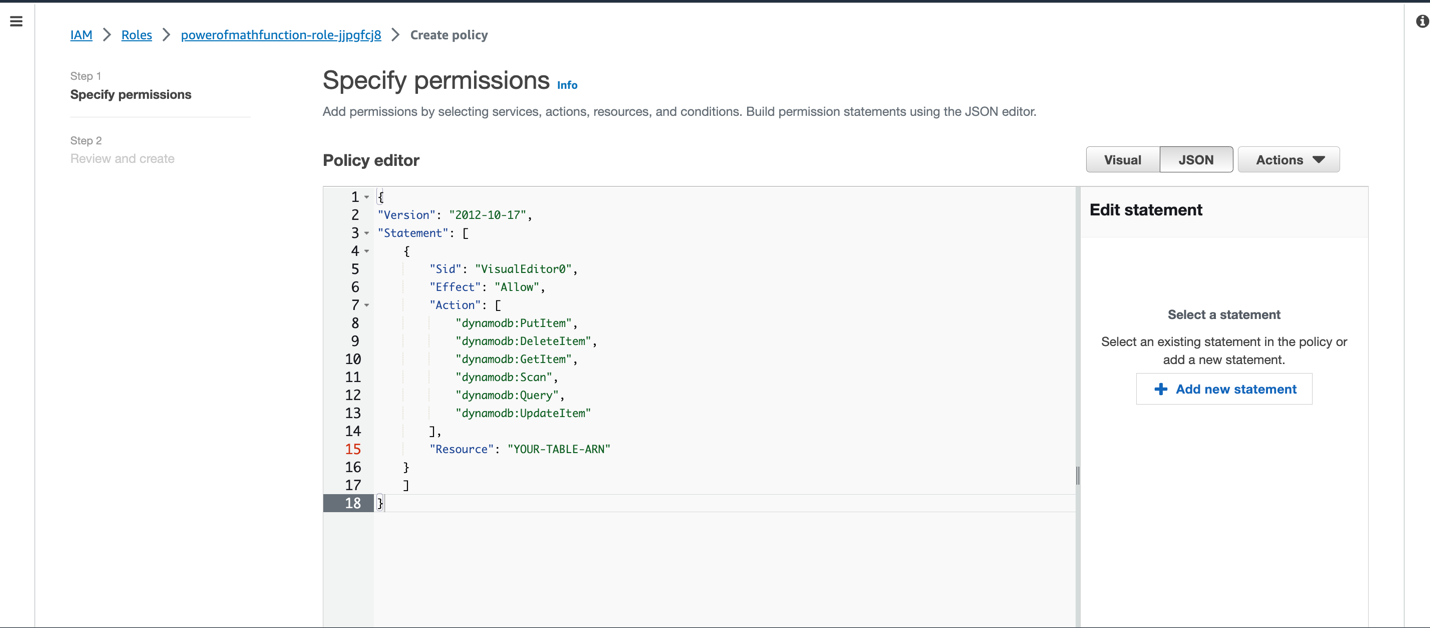 IAM > Roles > powerofmathfunction-role-jjpgfcj8 > Create policy
Step 1
Specify permissions
Step 2
Review and create
Specify permissions Info
Add permissions by selecting services, actions, resources, and conditions. Build permission statements using the JSON editor.
Policy editor
Visual
JSON
Actions
1 {
2 "Version": "2012-10-17",
3 "Statement": [
4 {
5 "Sid": "VisualEditor0",
6 "Effect": "Allow",
7 "Action": [
8 "dynamodb:PutItem",
9 "dynamodb:DeleteItem",
10 "dynamodb:GetItem",
11 "dynamodb:Scan",
12 "dynamodb:Query",
13 "dynamodb:UpdateItem"
14 ],
15 "Resource": "YOUR-TABLE-ARN"
16 }
17 ]
18 }
Edit statement
Select a statement
Select an existing statement in the policy or
add a new statement.
+ Add new statement